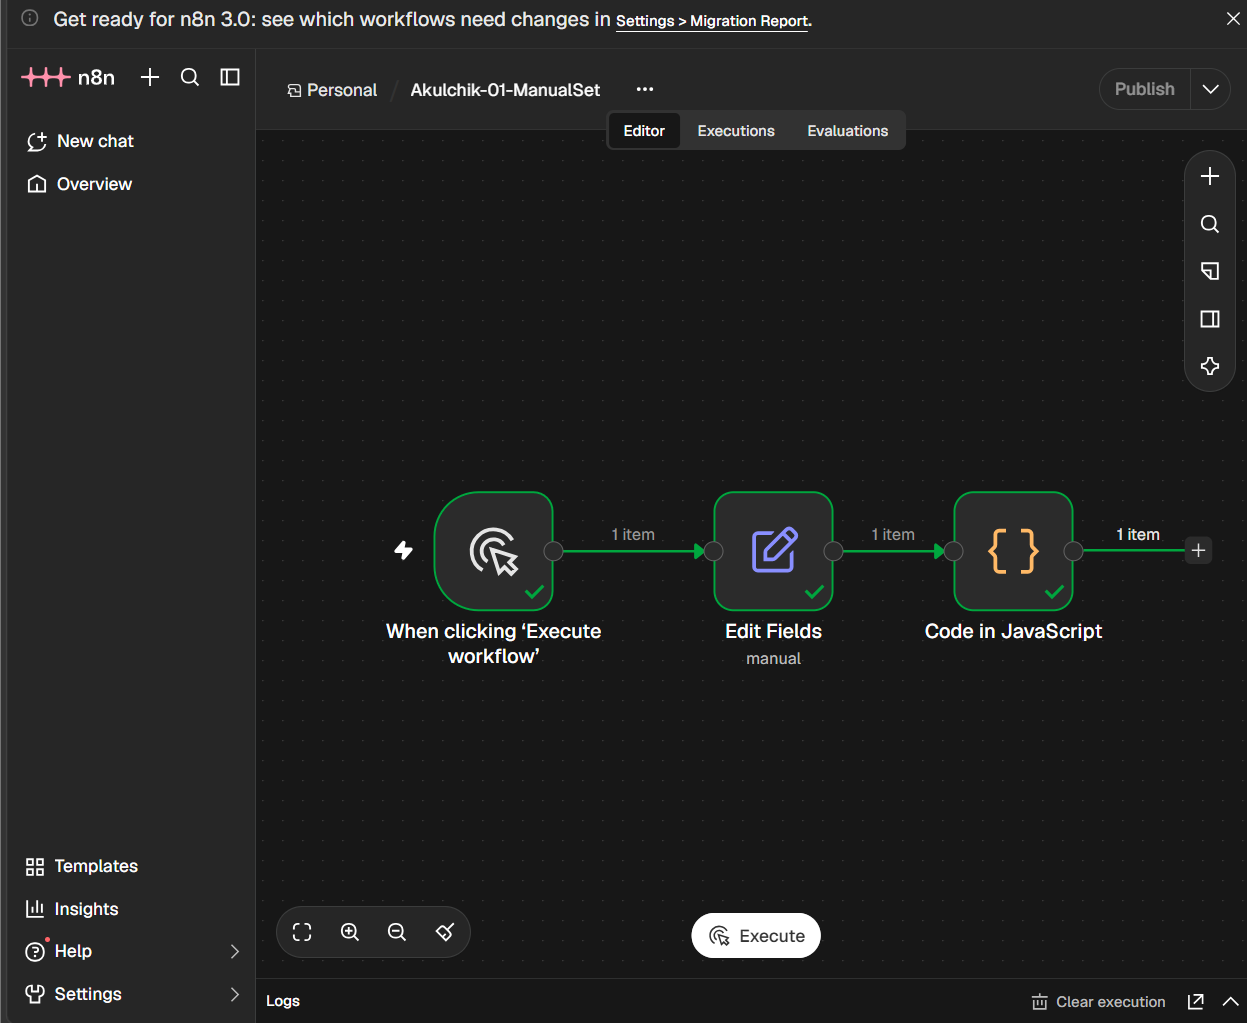 Get ready for n8n 3.0: see which workflows need changes in Settings > Migration Report.
n8n
Personal / Akulchik-01-ManualSet ...
Publish
Editor Executions Evaluations
New chat
Overview
1 item 1 item 1 item
When clicking ‘Execute workflow’
Edit Fields
manual
Code in JavaScript
Templates
Insights
Help
Settings
Execute
Logs
Clear execution